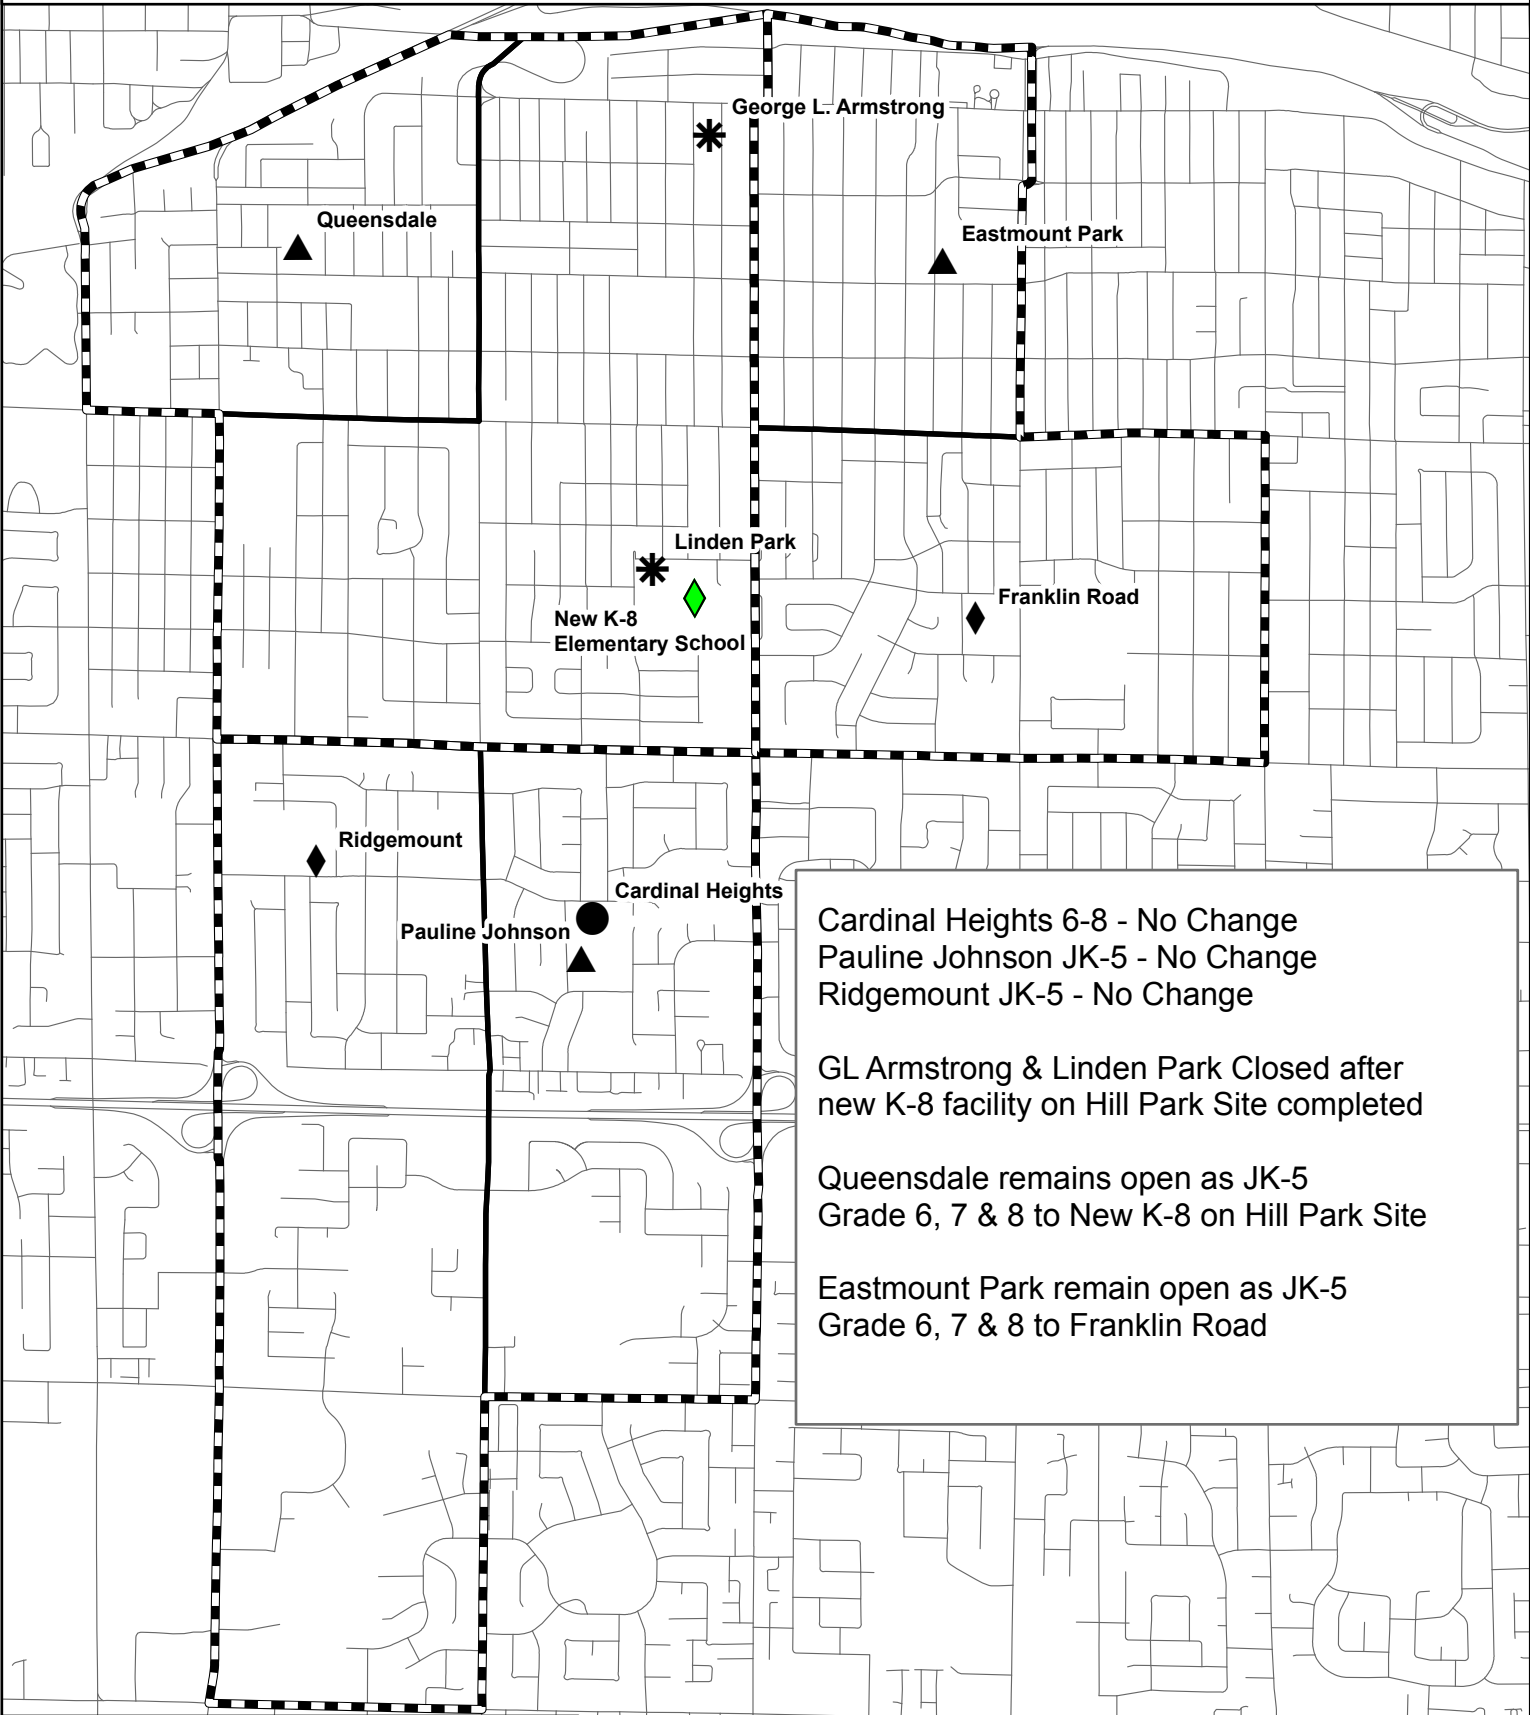 George L. Armstrong
Queensdale
Eastmount Park
Linden Park
New K-8
Elementary School
Franklin Road
Ridgemount
Cardinal Heights
Pauline Johnson
Cardinal Heights 6-8 - No Change
Pauline Johnson JK-5 - No Change
Ridgemount JK-5 - No Change
GL Armstrong & Linden Park Closed after
new K-8 facility on Hill Park Site completed
Queensdale remains open as JK-5
Grade 6, 7 & 8 to New K-8 on Hill Park Site
Eastmount Park remain open as JK-5
Grade 6, 7 & 8 to Franklin Road